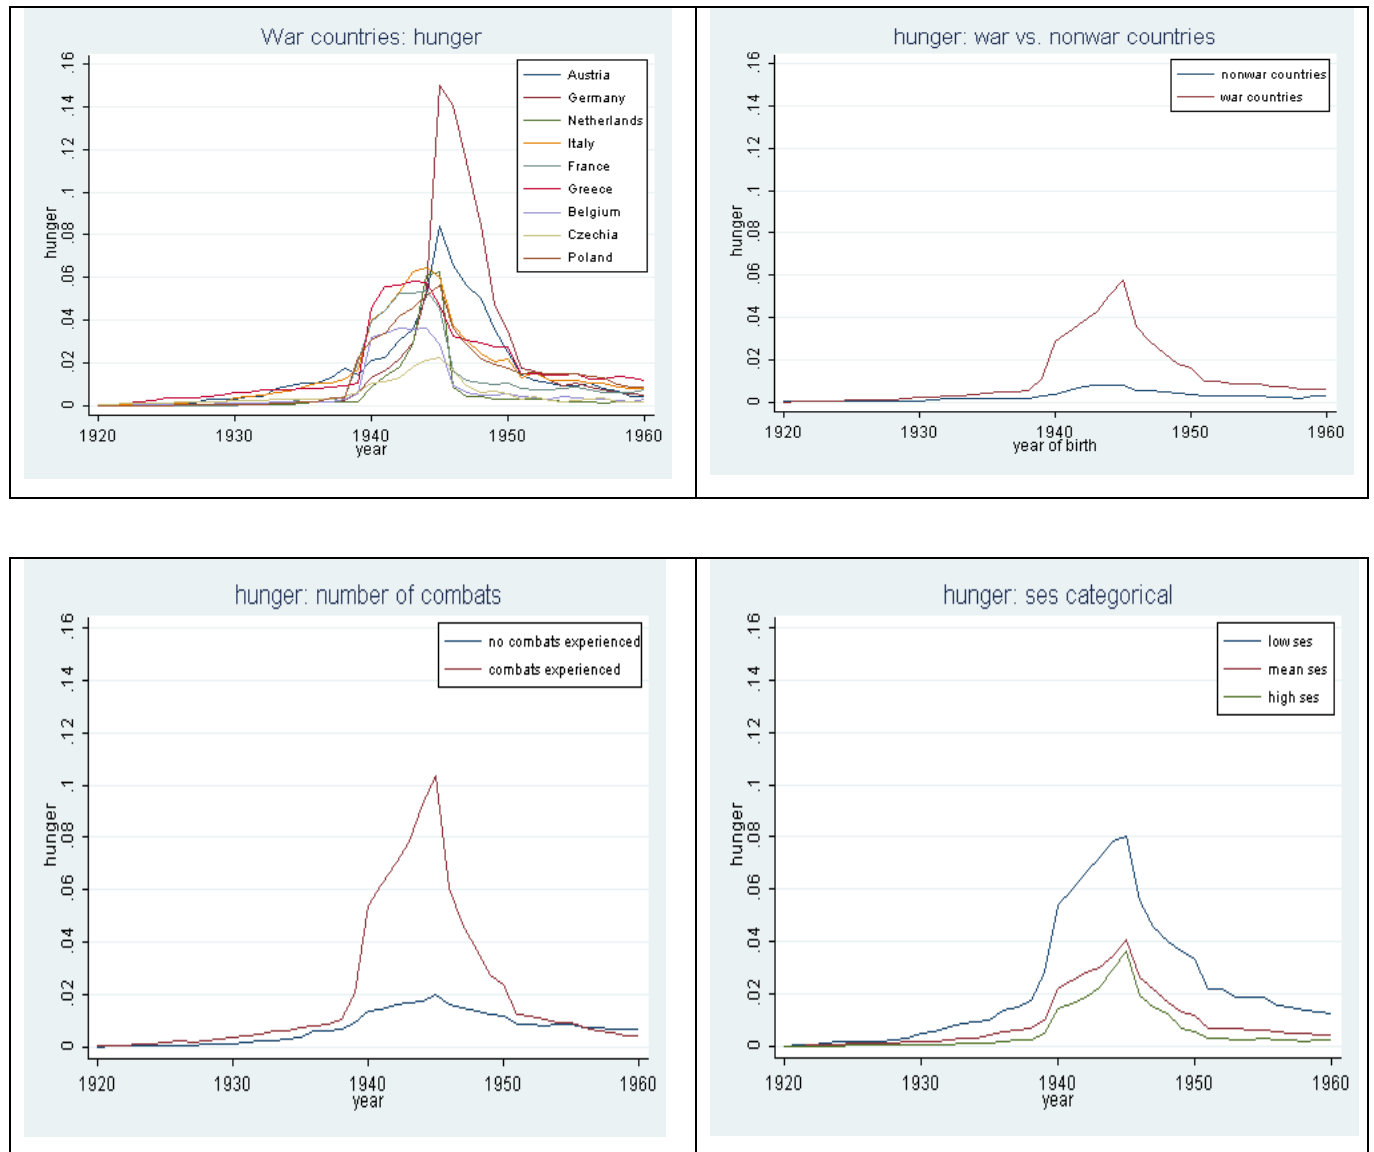 War countries: hunger
.16
.14
.12
.1
.08
.06
.04
.02
0
hunger
Austria
Germany
Netherlands
Italy
France
Greece
Belgium
Czechia
Poland
1920 1930 1940 1950 1960
year
hunger: war vs. nonwar countries
.16
.14
.12
.1
.08
.06
.04
.02
0
hunger
nonwar countries
war countries
1920 1930 1940 1950 1960
year of birth
hunger: number of combats
.16
.14
.12
.1
.08
.06
.04
.02
0
hunger
no combats experienced
combats experienced
1920 1930 1940 1950 1960
year
hunger: ses categorical
.16
.14
.12
.1
.08
.06
.04
.02
0
hunger
low ses
mean ses
high ses
1920 1930 1940 1950 1960
year